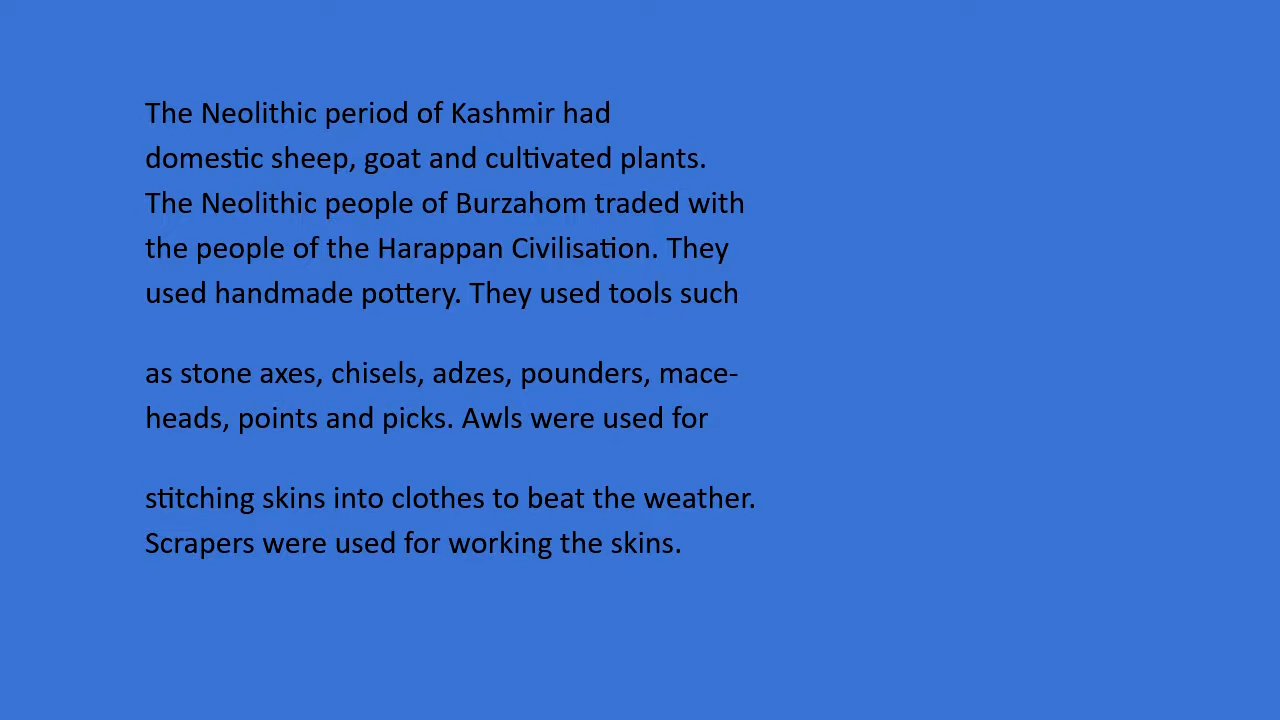 The Neolithic period of Kashmir had
domestic sheep, goat and cultivated plants.
The Neolithic people of Burzahom traded with
the people of the Harappan Civilisation. They
used handmade pottery. They used tools such
as stone axes, chisels, adzes, pounders, mace-
heads, points and picks. Awls were used for
stitching skins into clothes to beat the weather.
Scrapers were used for working the skins.